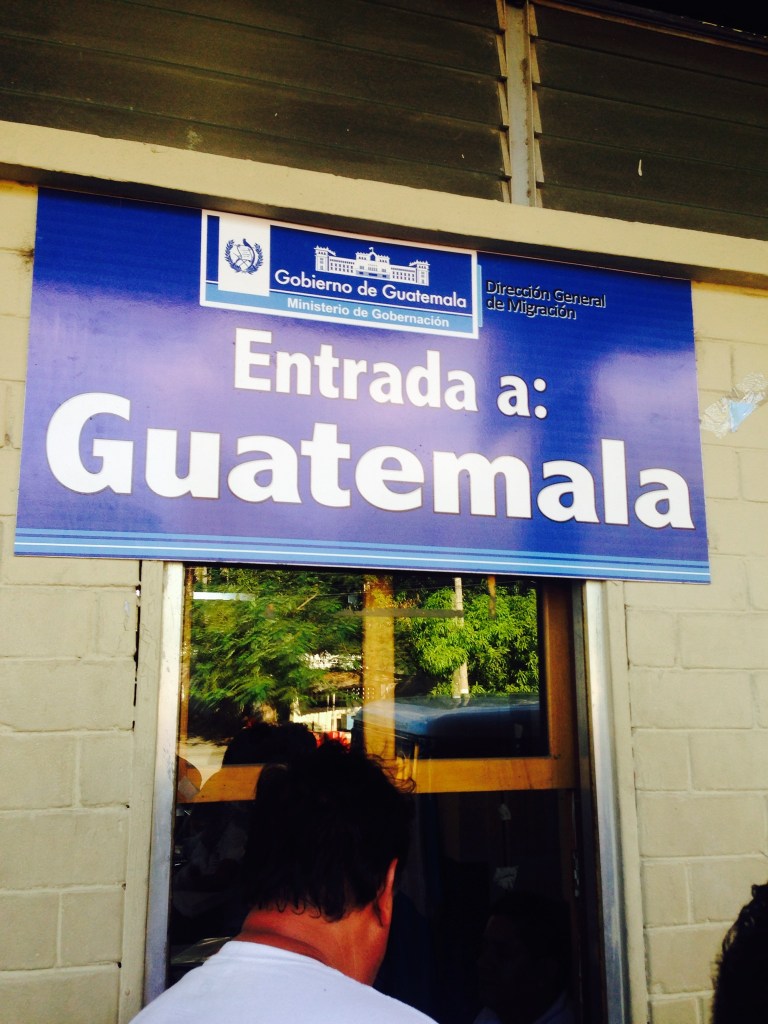 Gobierno de Guatemala
Ministerio de Gobernación
Dirección General
de Migración
Entrada a:
Guatemala